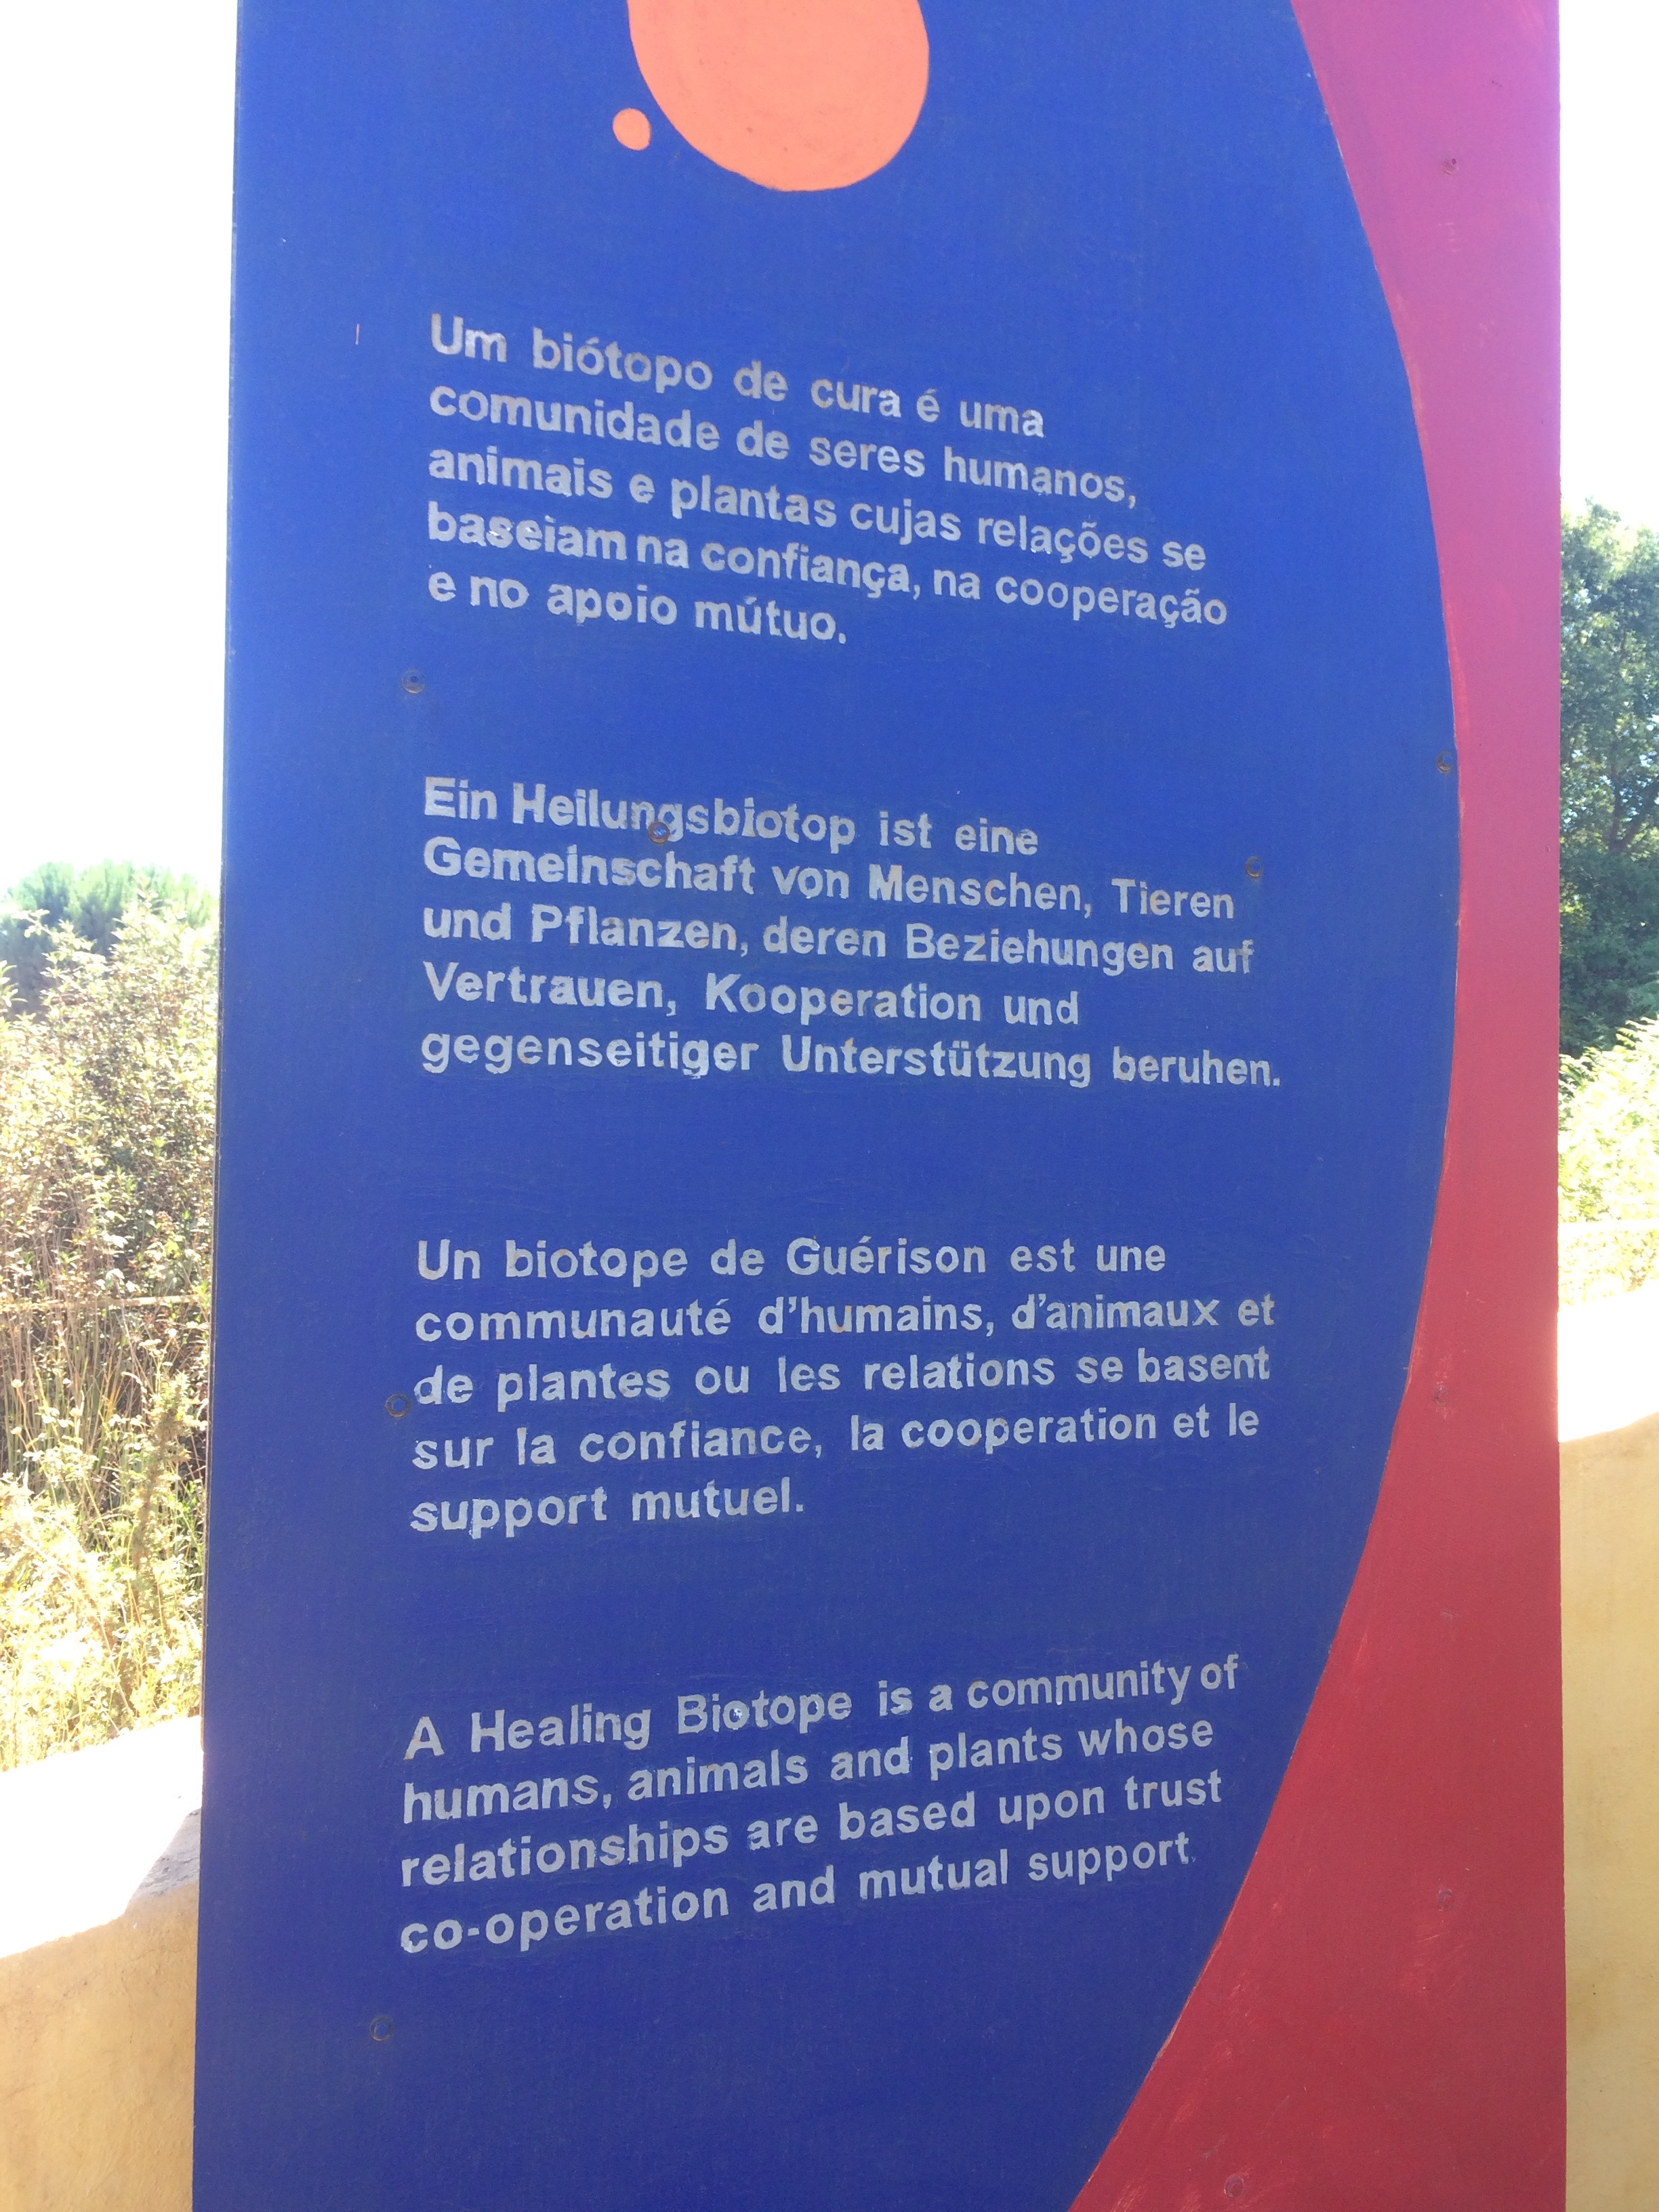 Um biótopo de cura é uma
comunidade de seres humanos,
animais e plantas cujas relações se
baseiam na confiança, na cooperação
e no apoio mútuo.
Ein Heilungsbiotop ist eine
Gemeinschaft von Menschen, Tieren
und Pflanzen, deren Beziehungen auf
Vertrauen, Kooperation und
gegenseitiger Unterstützung beruhen.
Un biotope de Guérison est une
communauté d'humains, d'animaux et
de plantes ou les relations se basent
sur la confiance, la cooperation et le
support mutuel.
A Healing Biotope is a community of
humans, animals and plants whose
relationships are based upon trust
co-operation and mutual support.